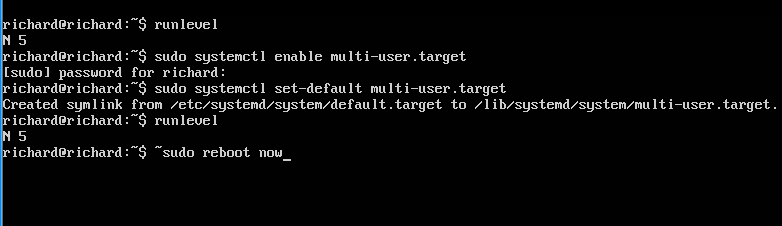 richard@richard:~$ runlevel
N 5
richard@richard:~$ sudo systemctl enable multi-user.target
[sudo] password for richard:
richard@richard:~$ sudo systemctl set-default multi-user.target
Created symlink from /etc/systemd/system/default.target to /lib/systemd/system/multi-user.target.
richard@richard:~$ runlevel
N 5
richard@richard:~$ ~sudo reboot now_